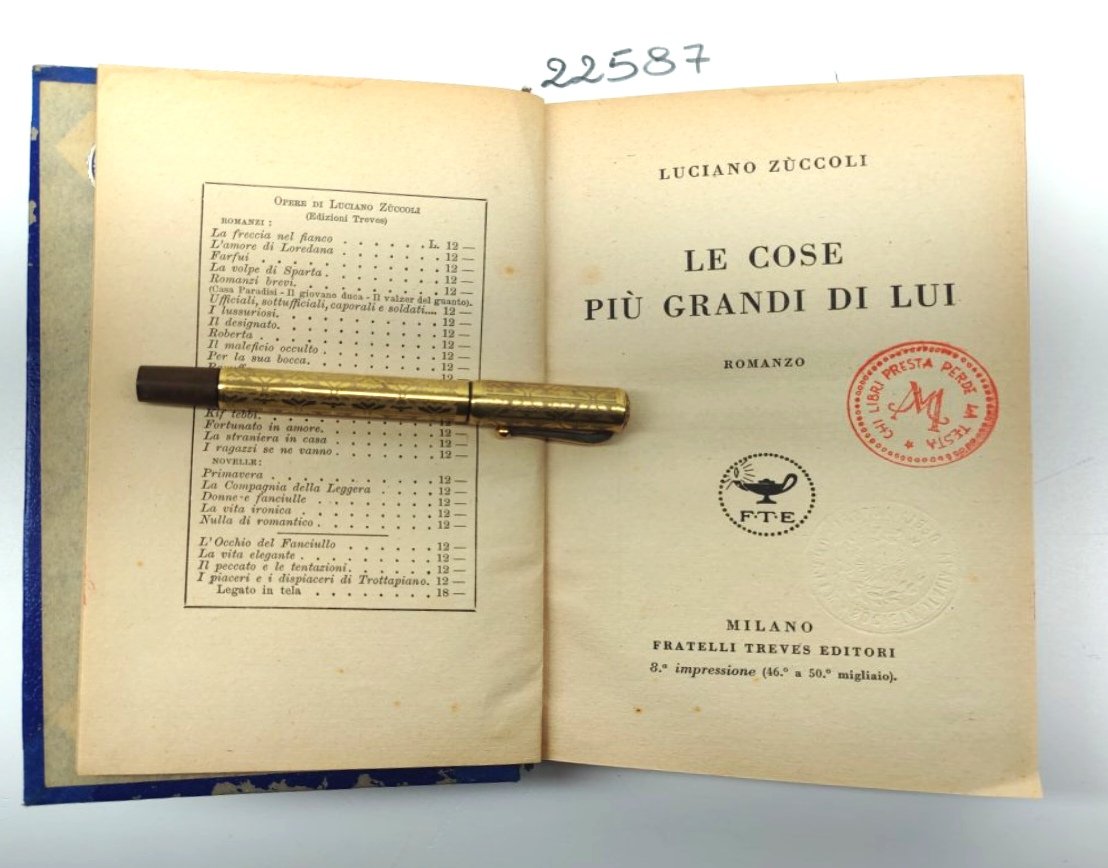 22587
OPERE DI LUCIANO ZÙCCOLI
(Edizioni Treves)
ROMANZI:
La freccia nel fianco . . . . . . L. 12 —
L'amore di Loredana . . . . . . . 12 —
Farfui . . . . . . . . . . 12 —
La volpe di Sparta . . . . . . . 12 —
Romanzi brevi. . . . . . . . . 12 —
(Casa Paradisi - Il giovane duca - Il valzer del guanto).
Ufficiali, sottufficiali, caporali e soldati.... 12 —
I lussuriosi. . . . . . . . . . 12 —
Il designato. . . . . . . . . . 12 —
Roberta . . . . . . . . . . 12 —
Il maleficio occulto . . . . . . . 12 —
Per la sua bocca. . . . . . . . 12 —
12
Kif tebbi. . . . . . . . . . 12 —
Fortunato in amore. . . . . . . 12 —
La straniera in casa . . . . . . 12 —
I ragazzi se ne vanno . . . . . . 12 —
NOVELLE:
Primavera . . . . . . . . . 12 —
La Compagnia della Leggera . . . . 12 —
Donne e fanciulle . . . . . . . 12 —
La vita ironica . . . . . . . . 12 —
Nulla di romantico . . . . . . . 12 —
L'Occhio del Fanciullo . . . . . . 12 —
La vita elegante . . . . . . . . 12 —
Il peccato e le tentazioni. . . . . . 12 —
I piaceri e i dispiaceri di Trottapiano. 12 —
Legato in tela . . . . . . . . 18 —
LUCIANO ZÙCCOLI
LE COSE
PIÙ GRANDI DI LUI
ROMANZO
CHI LIBRI PRESTA PERDE LA TESTA
F·T·E
MILANO
FRATELLI TREVES EDITORI
8.ª impressione (46.º a 50.º migliaio).